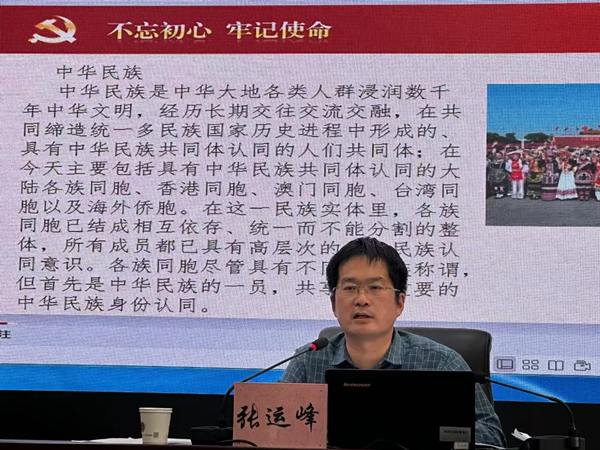 不忘初心 牢记使命
中华民族
中华民族是中华大地各类人群浸润数千
年中华文明，经历长期交往交流交融，在共
同缔造统一多民族国家历史进程中形成的、
具有中华民族共同体认同的人们共同体；在
今天主要包括具有中华民族共同体认同的大
陆各族同胞、香港同胞、澳门同胞、台湾同
胞以及海外侨胞。在这一民族实体里，各族
同胞已结成相互依存、统一而不能分割的整
体，所有成员都已具有高层次的 民族认
同意识。各族同胞尽管具有不 称谓，
但首先是中华民族的一员，共 重要的
中华民族身份认同。
注
张运峰